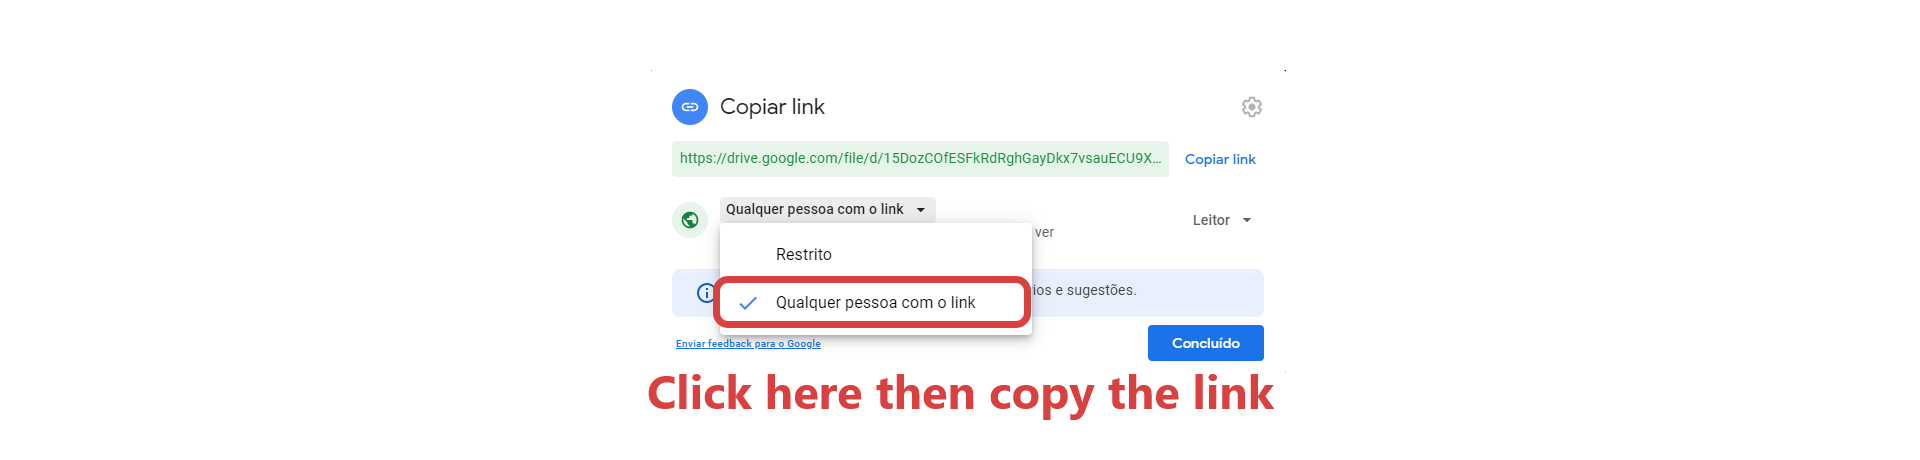 Copiar link
https://drive.google.com/file/d/15DozCOfESFkRdRghGayDkx7vsauECU9X... Copiar link
Qualquer pessoa com o link
Leitor
ver
Restrito
Qualquer pessoa com o link
ios e sugestões.
Enviar feedback para o Google
Concluído
Click here then copy the link